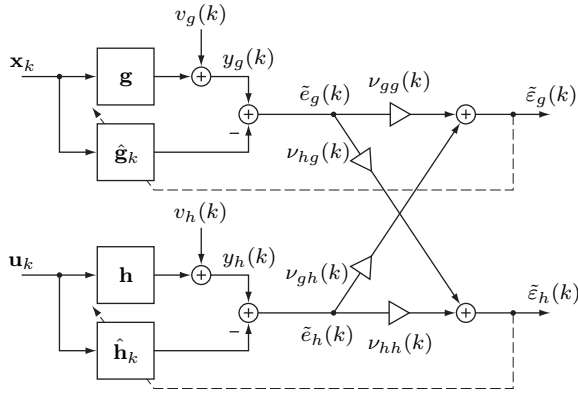 v_g(k)
x_k
g
y_g(k)
ẽ_g(k)
ν_gg(k)
ε̃_g(k)
–
ĝ_k
ν_hg(k)
v_h(k)
u_k
h
y_h(k)
ν_gh(k)
ε̃_h(k)
–
ĥ_k
ẽ_h(k)
ν_hh(k)